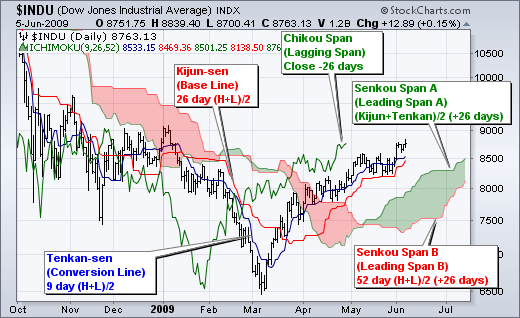 $INDU (Dow Jones Industrial Average) INDX
© StockCharts.com
5-Jun-2009
O 8751.75 H 8839.40 L 8700.41 C 8763.13 V 1.2B Chg +12.89 (+0.15%)
$INDU (Daily) 8763.13
ICHIMOKU(9,26,52) 8533.15 8469.36 8501.25 8138.50
Chikou Span
(Lagging Span)
Close -26 days
Kijun-sen
(Base Line)
26 day (H+L)/2
Senkou Span A
(Leading Span A)
(Kijun+Tenkan)/2 (+26 days)
Tenkan-sen
(Conversion Line)
9 day (H+L)/2
Senkou Span B
(Leading Span B)
52 day (H+L)/2 (+26 days)
10500
10000
9500
9000
8500
8000
7500
7000
6500
Oct Nov Dec 2009 Feb Mar Apr May Jun Jul